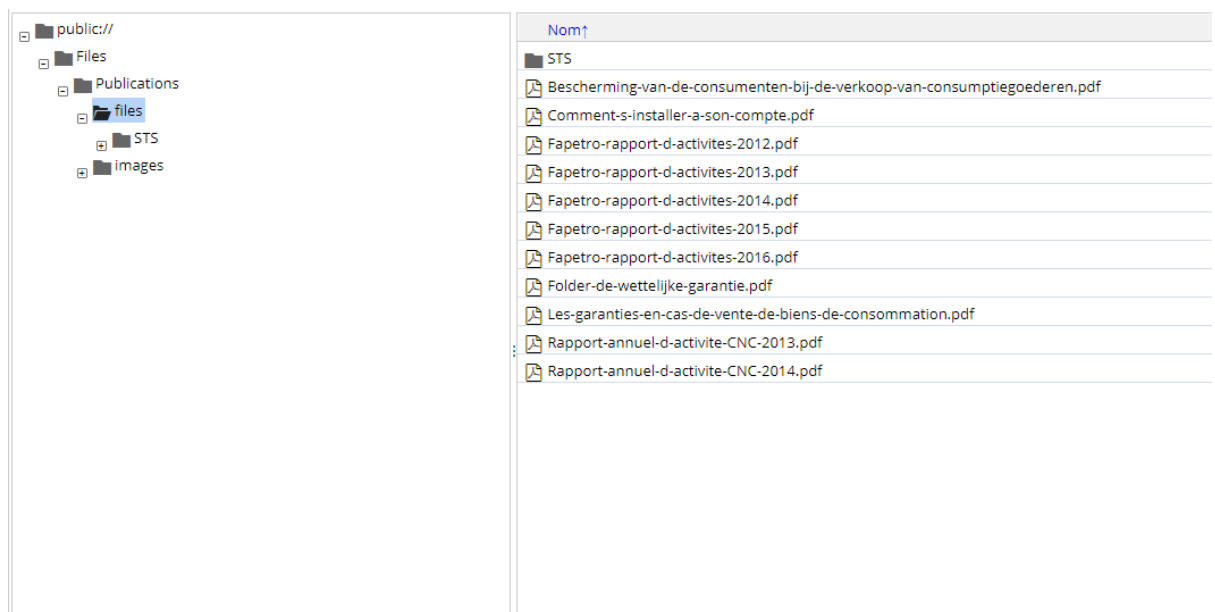 public://
Files
Publications
files
STS
images
Nom↑
STS
Bescherming-van-de-consumenten-bij-de-verkoop-van-consumptiegoederen.pdf
Comment-s-installer-a-son-compte.pdf
Fapetro-rapport-d-activites-2012.pdf
Fapetro-rapport-d-activites-2013.pdf
Fapetro-rapport-d-activites-2014.pdf
Fapetro-rapport-d-activites-2015.pdf
Fapetro-rapport-d-activites-2016.pdf
Folder-de-wettelijke-garantie.pdf
Les-garanties-en-cas-de-vente-de-biens-de-consommation.pdf
Rapport-annuel-d-activite-CNC-2013.pdf
Rapport-annuel-d-activite-CNC-2014.pdf